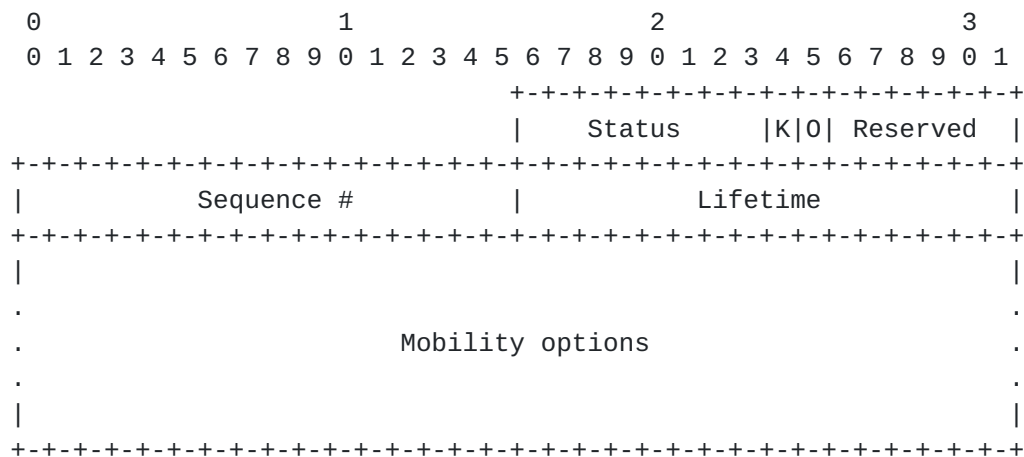 0                   1                   2                   3
 0 1 2 3 4 5 6 7 8 9 0 1 2 3 4 5 6 7 8 9 0 1 2 3 4 5 6 7 8 9 0 1
                                +-+-+-+-+-+-+-+-+-+-+-+-+-+-+-+-+
                                |    Status     |K|O| Reserved  |
+-+-+-+-+-+-+-+-+-+-+-+-+-+-+-+-+-+-+-+-+-+-+-+-+-+-+-+-+-+-+-+-+
|           Sequence #          |           Lifetime            |
+-+-+-+-+-+-+-+-+-+-+-+-+-+-+-+-+-+-+-+-+-+-+-+-+-+-+-+-+-+-+-+-+
|                                                               |
.                                                               .
.                        Mobility options                       .
.                                                               .
|                                                               |
+-+-+-+-+-+-+-+-+-+-+-+-+-+-+-+-+-+-+-+-+-+-+-+-+-+-+-+-+-+-+-+-+